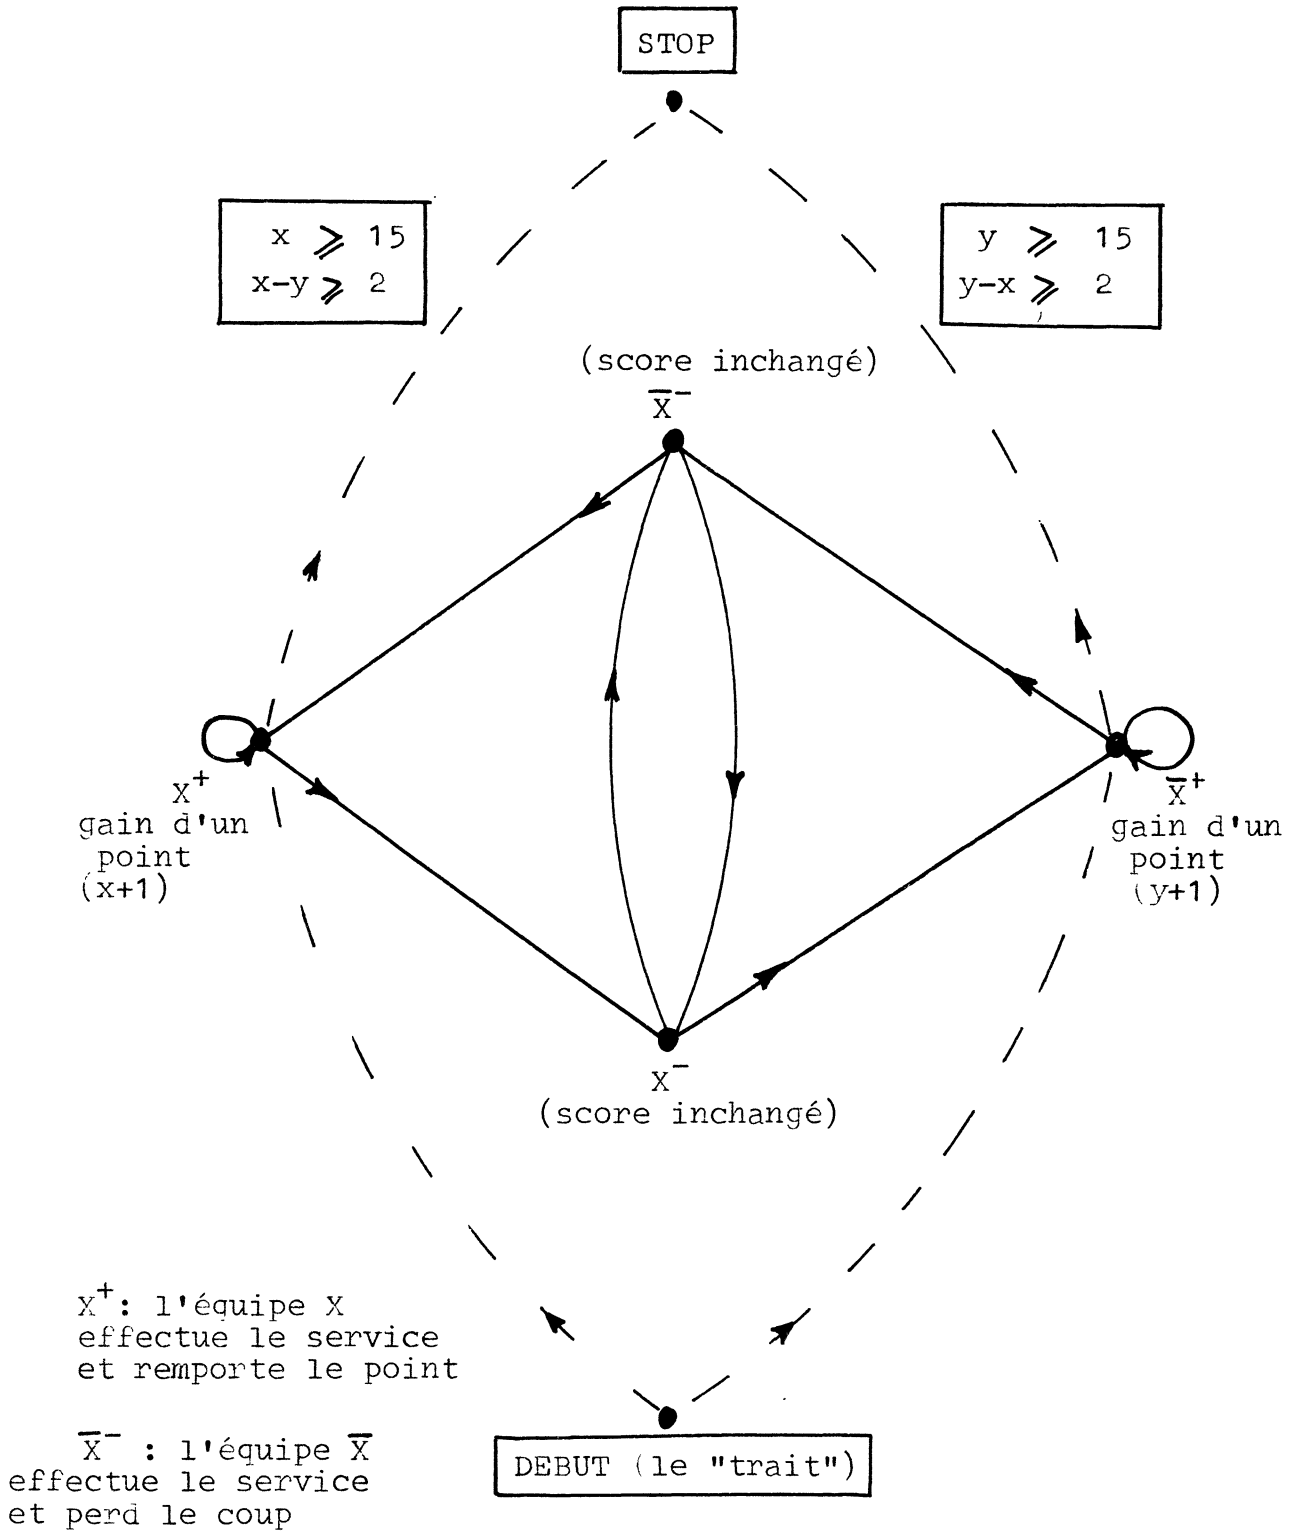 STOP
x ⩾ 15
x-y ⩾ 2
y ⩾ 15
y-x ⩾ 2
(score inchangé)
X̅⁻
X⁺
gain d'un
point
(x+1)
X̅⁺
gain d'un
point
(y+1)
X⁻
(score inchangé)
X⁺: l'équipe X
effectue le service
et remporte le point
X̅⁻ : l'équipe X̅
effectue le service
et perd le coup
DEBUT (le "trait")